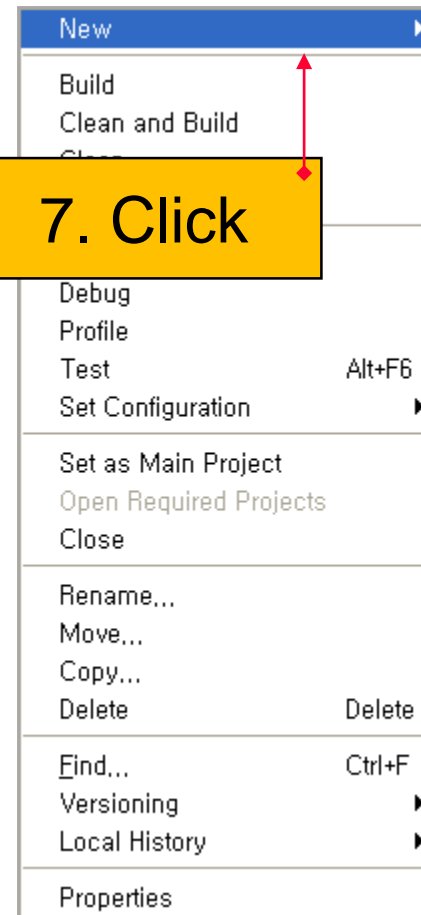 New
Build
Clean and Build
7. Click
Debug
Profile
Test Alt+F6
Set Configuration
Set as Main Project
Open Required Projects
Close
Rename...
Move...
Copy...
Delete Delete
Find... Ctrl+F
Versioning
Local History
Properties